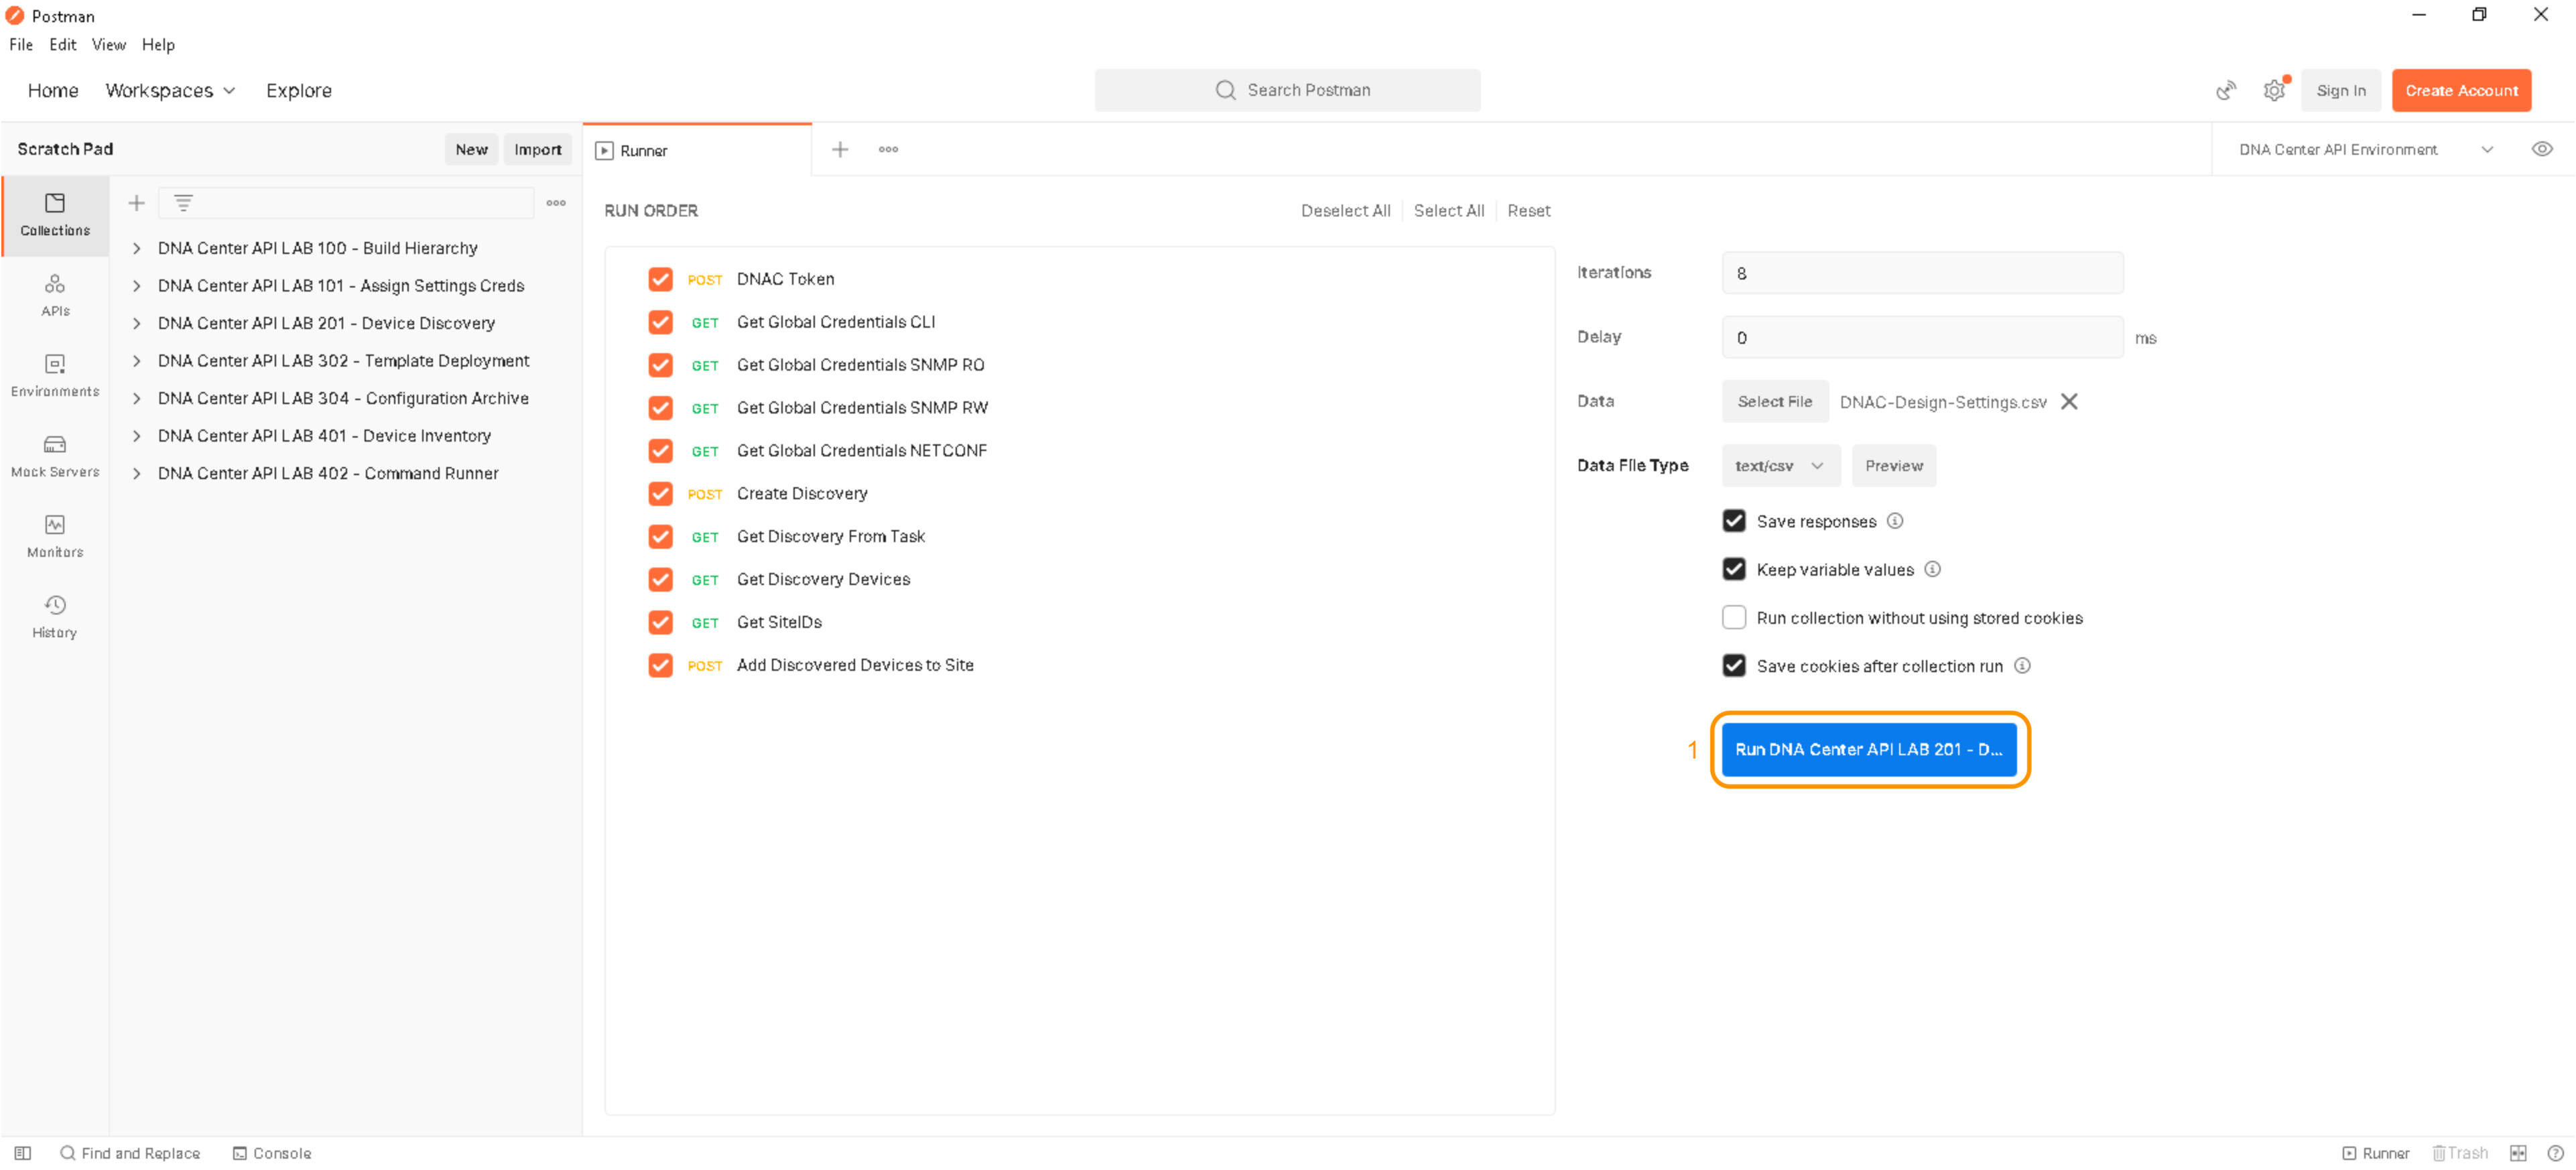 Postman
File Edit View Help
Home Workspaces Explore
Search Postman
Sign In
Create Account
Scratch Pad
New
Import
Runner
DNA Center API Environment
Collections
APIs
Environments
Mock Servers
Monitors
History
DNA Center API LAB 100 - Build Hierarchy
DNA Center API LAB 101 - Assign Settings Creds
DNA Center API LAB 201 - Device Discovery
DNA Center API LAB 302 - Template Deployment
DNA Center API LAB 304 - Configuration Archive
DNA Center API LAB 401 - Device Inventory
DNA Center API LAB 402 - Command Runner
RUN ORDER
Deselect All
Select All
Reset
POST DNAC Token
GET Get Global Credentials CLI
GET Get Global Credentials SNMP RO
GET Get Global Credentials SNMP RW
GET Get Global Credentials NETCONF
POST Create Discovery
GET Get Discovery From Task
GET Get Discovery Devices
GET Get SiteIDs
POST Add Discovered Devices to Site
Iterations 8
Delay 0 ms
Data Select File DNAC-Design-Settings.csv
Data File Type text/csv Preview
Save responses
Keep variable values
Run collection without using stored cookies
Save cookies after collection run
1 Run DNA Center API LAB 201 - D...
Find and Replace
Console
Runner
Trash